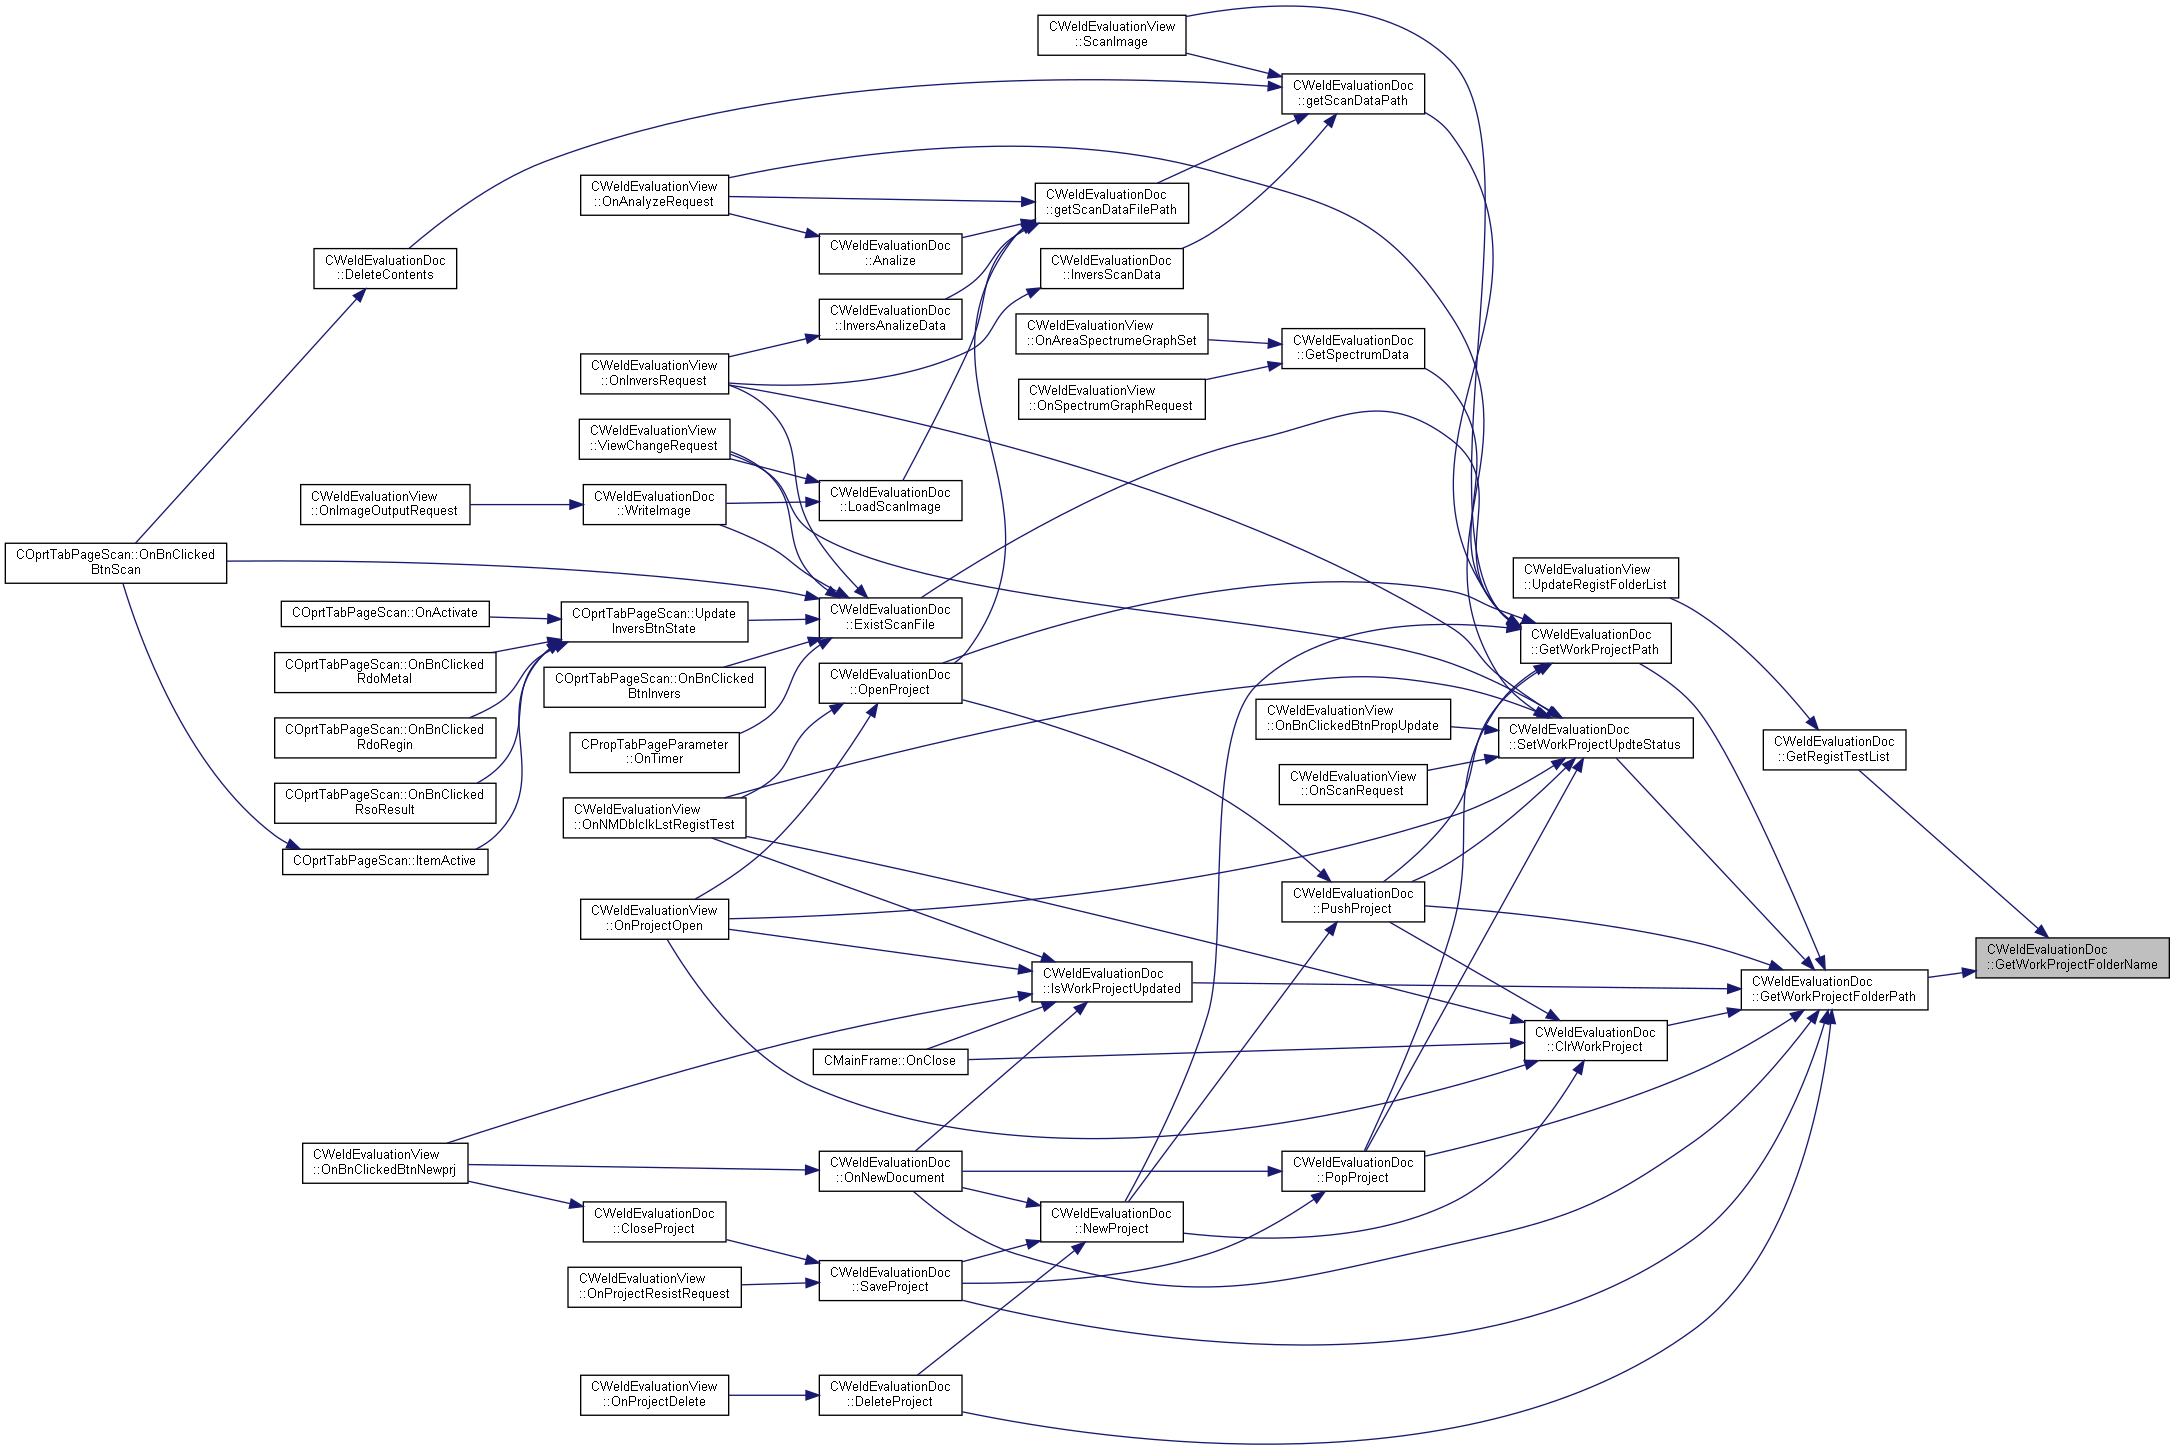 CWeldEvaluationView
::ScanImage
CWeldEvaluationDoc
::getScanDataPath
CWeldEvaluationView
::OnAnalyzeRequest
CWeldEvaluationDoc
::getScanDataFilePath
CWeldEvaluationDoc
::Analize
CWeldEvaluationDoc
::DeleteContents
CWeldEvaluationDoc
::InversScanData
CWeldEvaluationDoc
::InversAnalizeData
CWeldEvaluationView
::OnAreaSpectrumeGraphSet
CWeldEvaluationDoc
::GetSpectrumData
CWeldEvaluationView
::OnInversRequest
CWeldEvaluationView
::OnSpectrumGraphRequest
CWeldEvaluationView
::ViewChangeRequest
CWeldEvaluationView
::OnImageOutputRequest
CWeldEvaluationDoc
::WriteImage
CWeldEvaluationDoc
::LoadScanImage
COprtTabPageScan::OnBnClicked
BtnScan
CWeldEvaluationView
::UpdateRegistFolderList
COprtTabPageScan::OnActivate
COprtTabPageScan::Update
InversBtnState
CWeldEvaluationDoc
::ExistScanFile
CWeldEvaluationDoc
::GetWorkProjectPath
COprtTabPageScan::OnBnClicked
RdoMetal
COprtTabPageScan::OnBnClicked
BtnInvers
CWeldEvaluationDoc
::OpenProject
CWeldEvaluationView
::OnBnClickedBtnPropUpdate
CWeldEvaluationDoc
::SetWorkProjectUpdteStatus
COprtTabPageScan::OnBnClicked
RdoRegin
CPropTabPageParameter
::OnTimer
CWeldEvaluationDoc
::GetRegistTestList
CWeldEvaluationView
::OnScanRequest
COprtTabPageScan::OnBnClicked
RsoResult
CWeldEvaluationView
::OnNMDblclkLstRegistTest
COprtTabPageScan::ItemActive
CWeldEvaluationDoc
::PushProject
CWeldEvaluationView
::OnProjectOpen
CWeldEvaluationDoc
::GetWorkProjectFolderName
CWeldEvaluationDoc
::IsWorkProjectUpdated
CWeldEvaluationDoc
::GetWorkProjectFolderPath
CWeldEvaluationDoc
::ClrWorkProject
CMainFrame::OnClose
CWeldEvaluationView
::OnBnClickedBtnNewprj
CWeldEvaluationDoc
::OnNewDocument
CWeldEvaluationDoc
::PopProject
CWeldEvaluationDoc
::CloseProject
CWeldEvaluationDoc
::NewProject
CWeldEvaluationView
::OnProjectResistRequest
CWeldEvaluationDoc
::SaveProject
CWeldEvaluationView
::OnProjectDelete
CWeldEvaluationDoc
::DeleteProject